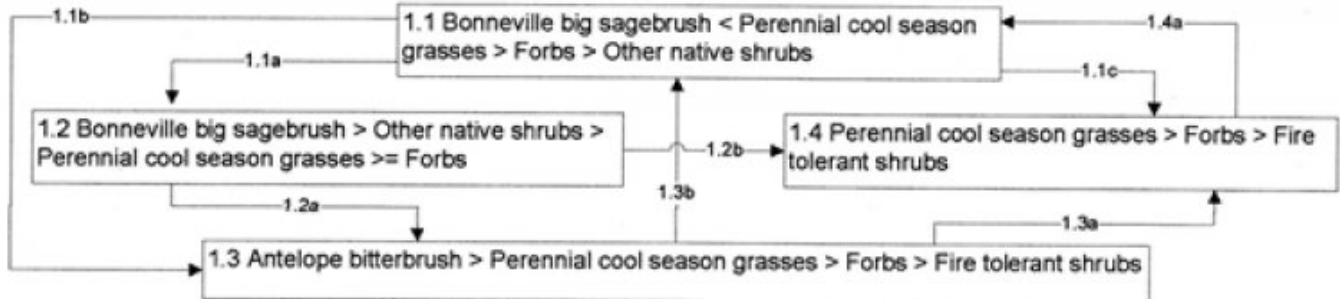 1.1b
1.1 Bonneville big sagebrush < Perennial cool season
grasses > Forbs > Other native shrubs
1.4a
1.1a
1.1c
1.2 Bonneville big sagebrush > Other native shrubs >
Perennial cool season grasses >= Forbs
1.2b
1.4 Perennial cool season grasses > Forbs > Fire
tolerant shrubs
1.3b
1.2a
1.3a
1.3 Antelope bitterbrush > Perennial cool season grasses > Forbs > Fire tolerant shrubs